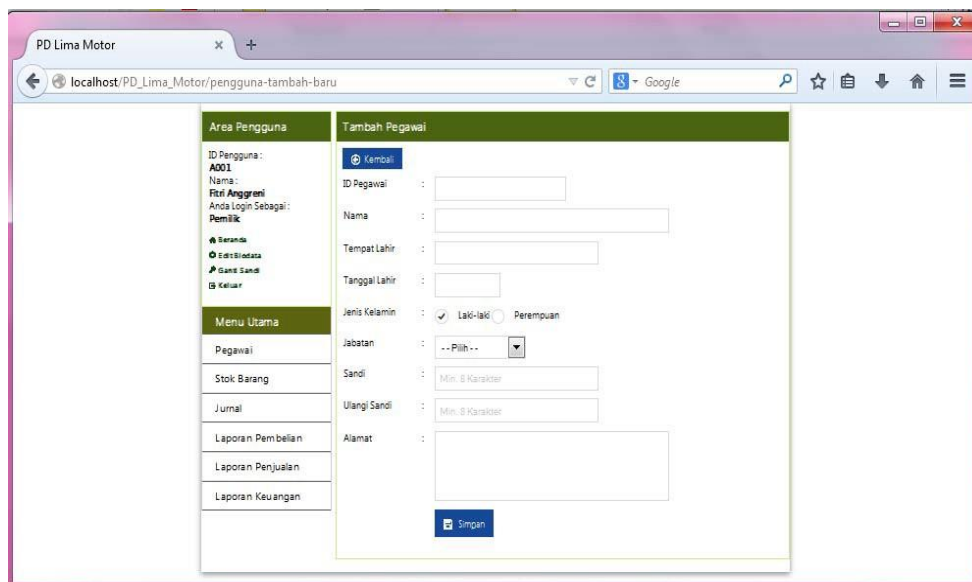 PD Lima Motor
localhost/PD_Lima_Motor/pengguna-tambah-baru
8 Google
Area Pengguna
ID Pengguna :
A001
Nama :
Fitri Anggreni
Anda Login Sebagai :
Pemilik
Beranda
Edit Biodata
Ganti Sandi
Keluar
Menu Utama
Pegawai
Stok Barang
Jurnal
Laporan Pembelian
Laporan Penjualan
Laporan Keuangan
Tambah Pegawai
Kembali
ID Pegawai :
Nama :
Tempat Lahir :
Tanggal Lahir :
Jenis Kelamin : Laki-laki Perempuan
Jabatan : --Pilih--
Sandi : Min. 8 Karakter
Ulangi Sandi : Min. 8 Karakter
Alamat :
Simpan